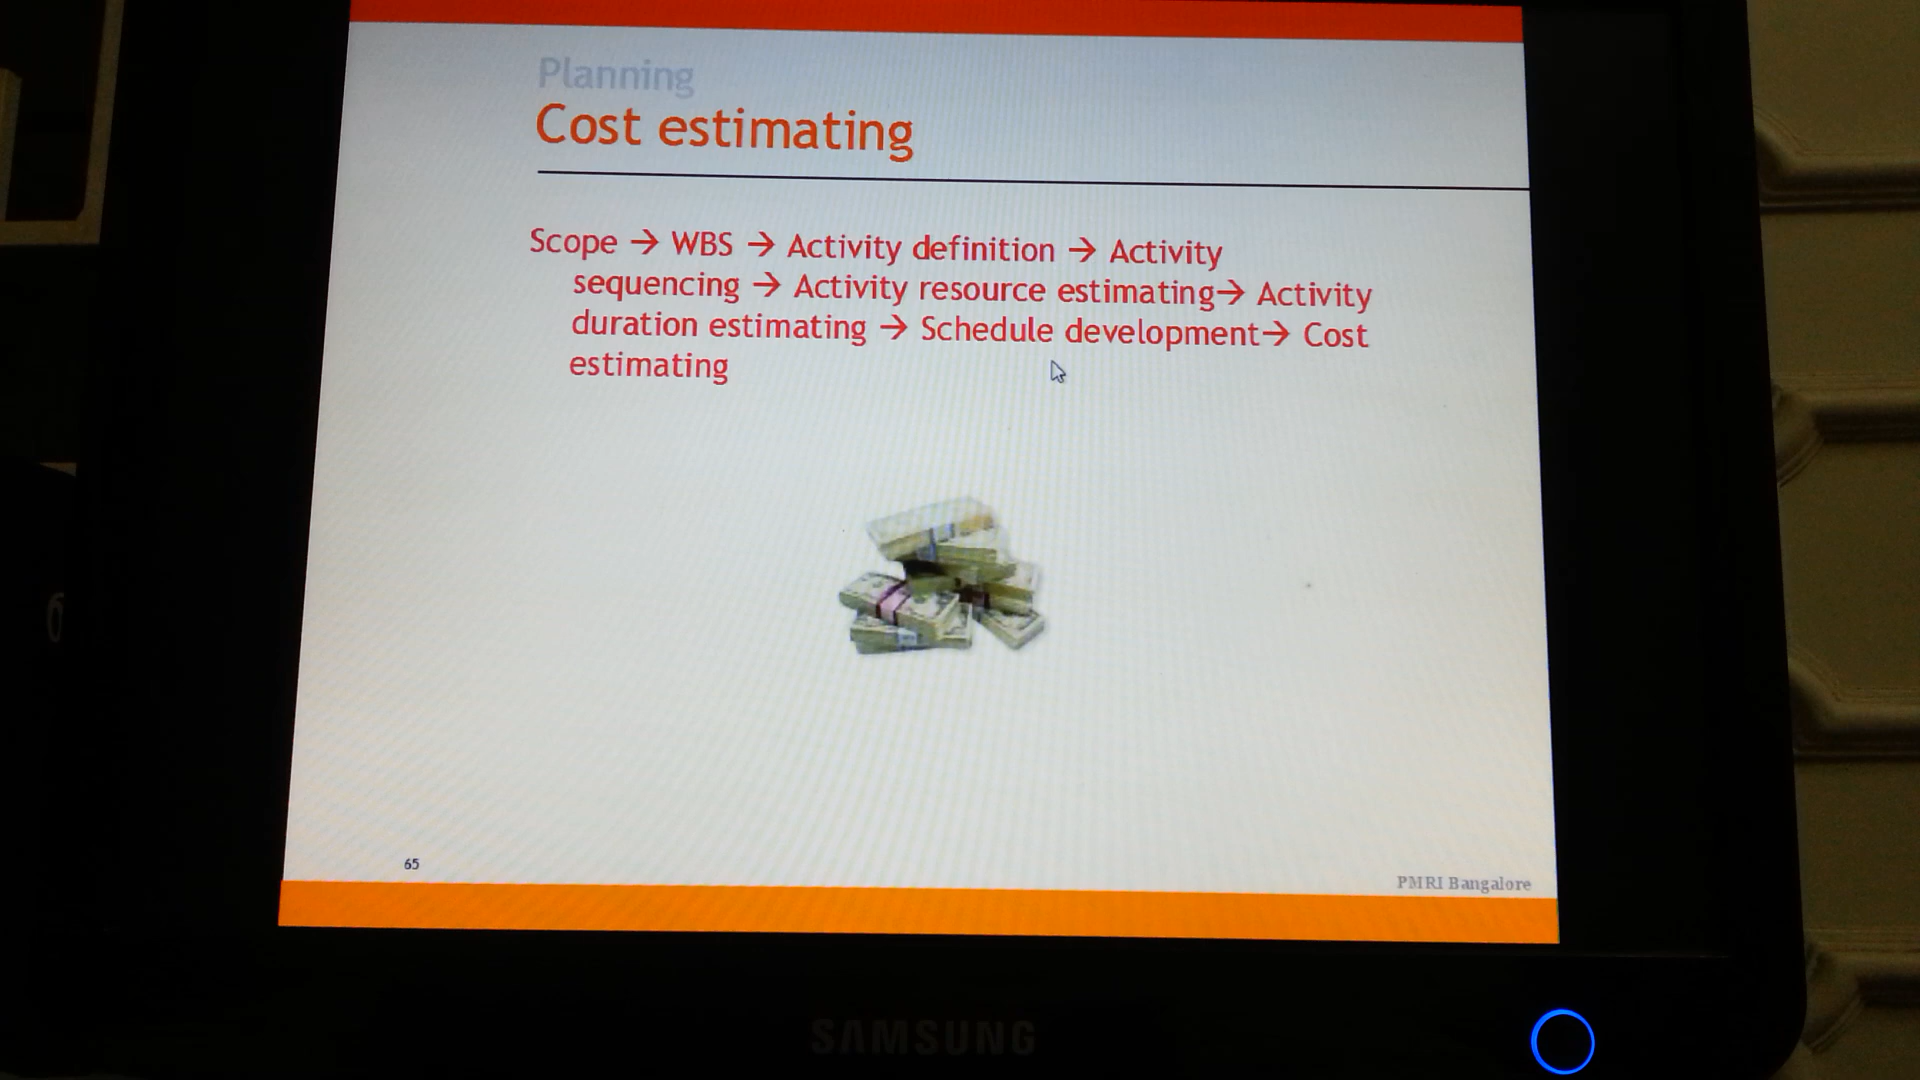 Planning
Cost estimating
Scope → WBS → Activity definition → Activity
sequencing → Activity resource estimating→ Activity
duration estimating → Schedule development→ Cost
estimating
65
PMRI Bangalore
SAMSUNG